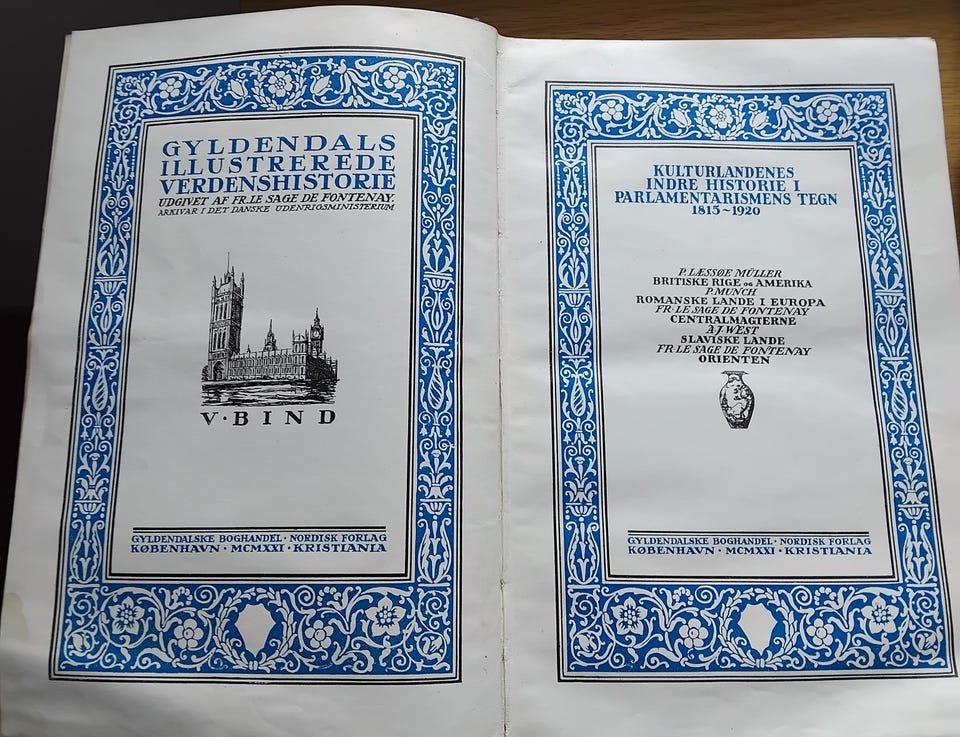 GYLDENDALS
ILLUSTREREDE
VERDENSHISTORIE
UDGIVET AF FR. LE SAGE DE FONTENAY.
ARKIVAR I DET DANSKE UDENRIGSMINISTERIUM
V·BIND
GYLDENDALSKE BOGHANDEL · NORDISK FORLAG
KØBENHAVN · MCMXXI · KRISTIANIA
KULTURLANDENES
INDRE HISTORIE I
PARLAMENTARISMENS TEGN
1815~1920
P. LÆSSØE MÜLLER
BRITISKE RIGE OG AMERIKA
P. MUNCH
ROMANSKE LANDE I EUROPA
FR. LE SAGE DE FONTENAY
CENTRALMAGTERNE
A. J. WEST
SLAVISKE LANDE
FR. LE SAGE DE FONTENAY
ORIENTEN
GYLDENDALSKE BOGHANDEL · NORDISK FORLAG
KØBENHAVN · MCMXXI · KRISTIANIA